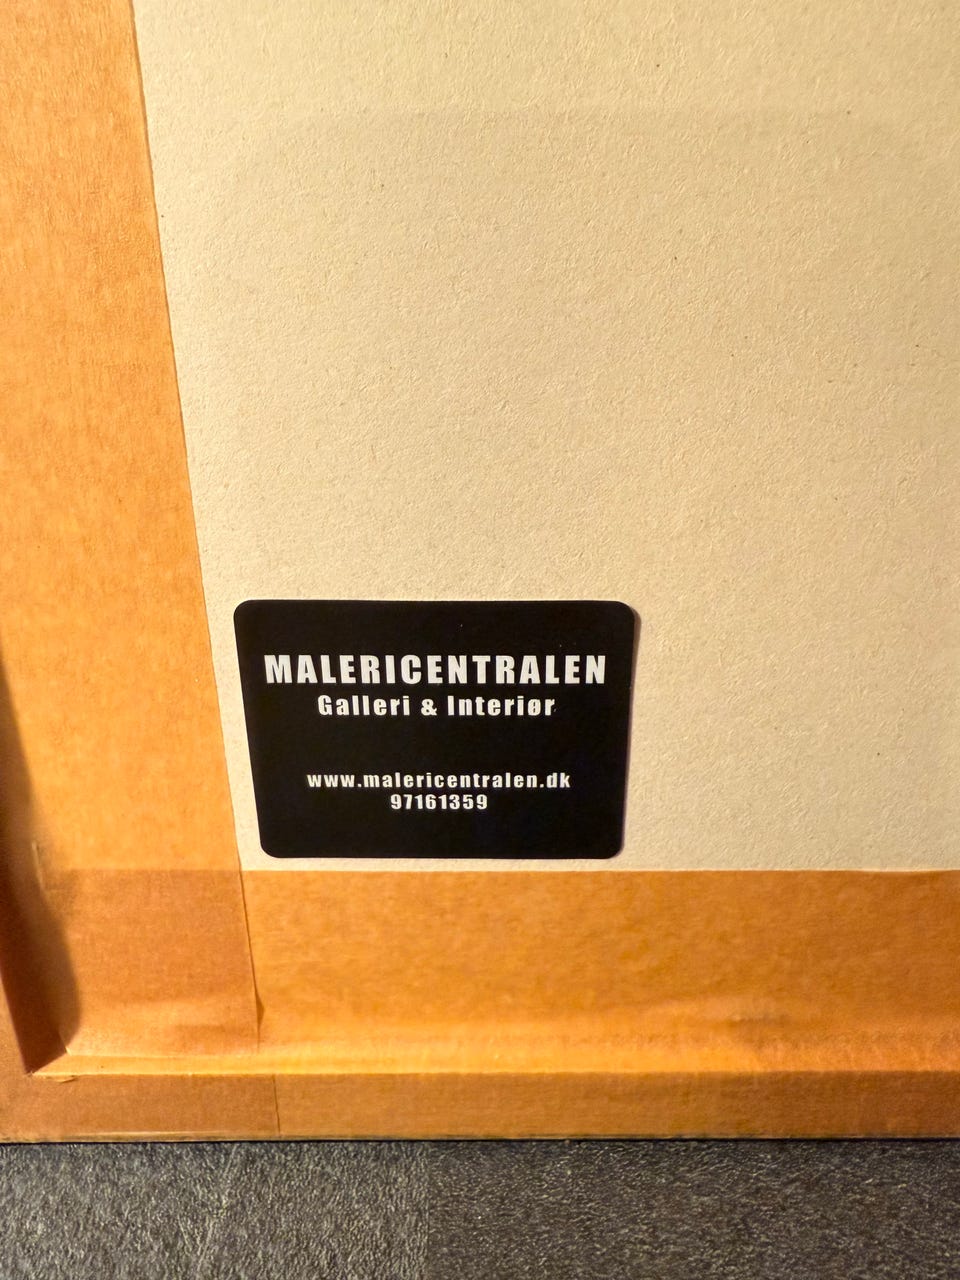 MALERICENTRALEN
Galleri & Interiør
www.malericentralen.dk
97161359